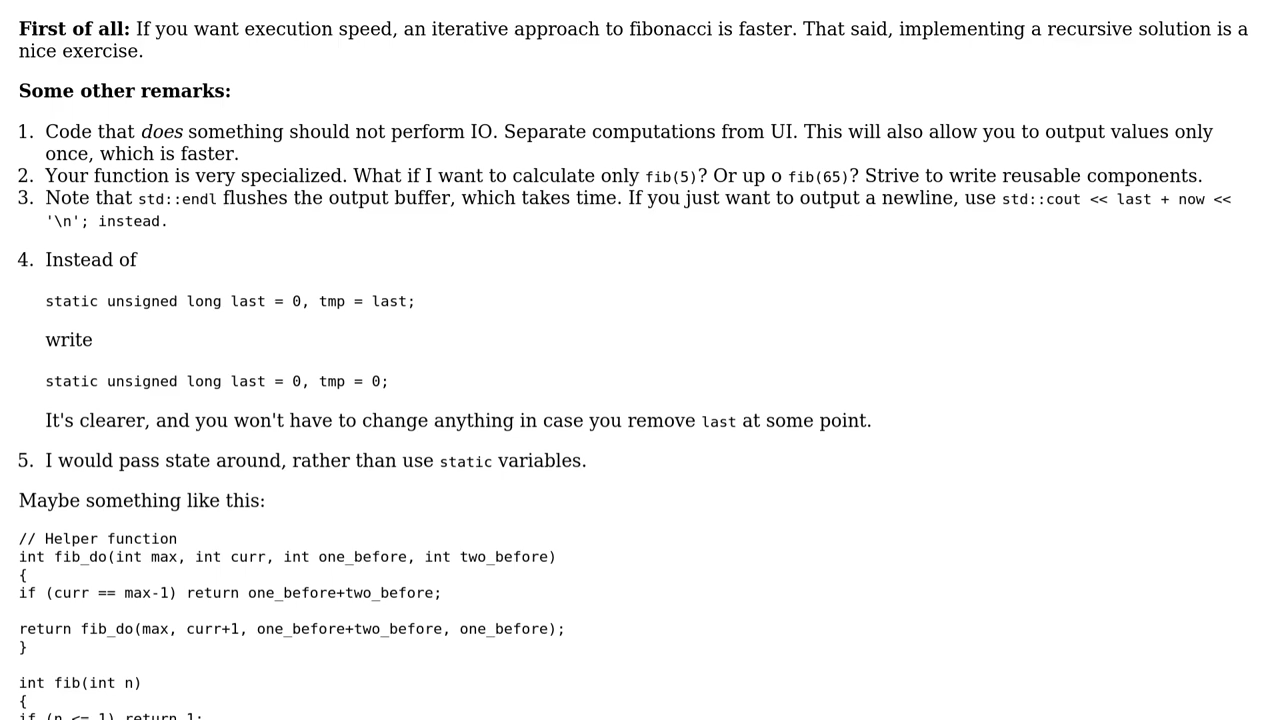 First of all: If you want execution speed, an iterative approach to fibonacci is faster. That said, implementing a recursive solution is a
nice exercise.
Some other remarks:
1. Code that does something should not perform IO. Separate computations from UI. This will also allow you to output values only
once, which is faster.
2. Your function is very specialized. What if I want to calculate only fib(5)? Or up o fib(65)? Strive to write reusable components.
3. Note that std::endl flushes the output buffer, which takes time. If you just want to output a newline, use std::cout << last + now <<
'\n'; instead.
4. Instead of
static unsigned long last = 0, tmp = last;
write
static unsigned long last = 0, tmp = 0;
It's clearer, and you won't have to change anything in case you remove last at some point.
5. I would pass state around, rather than use static variables.
Maybe something like this:
// Helper function
int fib_do(int max, int curr, int one_before, int two_before)
{
if (curr == max-1) return one_before+two_before;
return fib_do(max, curr+1, one_before+two_before, one_before);
}
int fib(int n)
{
if (n <= 1) return 1;